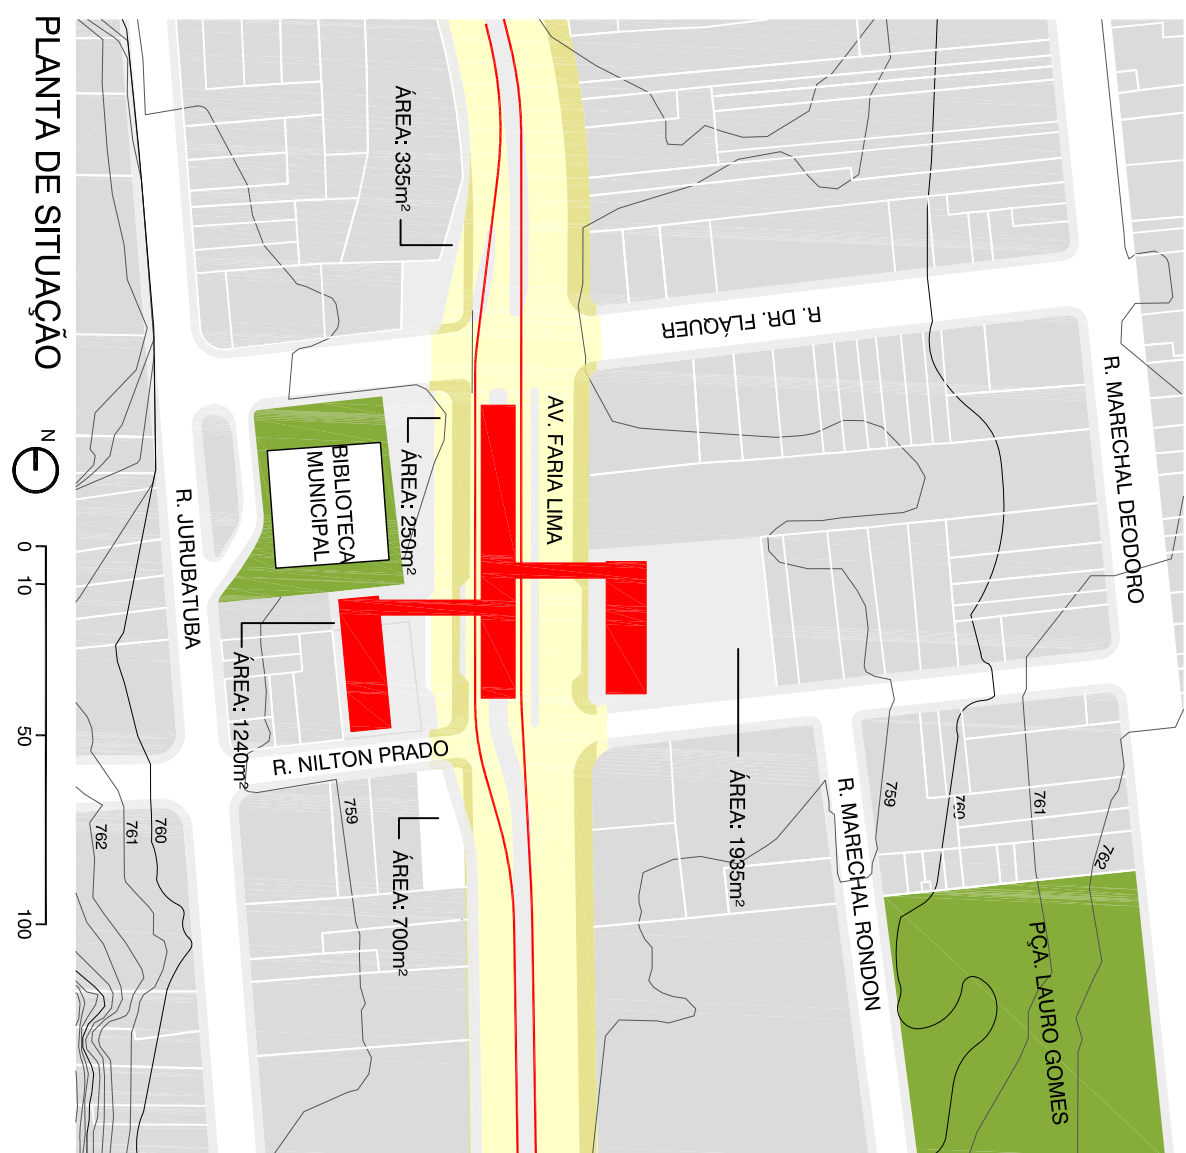 PLANTA DE SITUAÇÃO
N
0
10
50
100
ÁREA: 335m²
R. DR. FLÁQUER
R. MARECHAL DEODORO
AV. FARIA LIMA
ÁREA: 250m²
BIBLIOTECA
MUNICIPAL
R. JURUBATUBA
ÁREA: 1240m²
R. NILTON PRADO
ÁREA: 1935m²
ÁREA: 700m²
R. MARECHAL RONDON
PÇA. LAURO GOMES
759
760
761
762
759
760
761
762